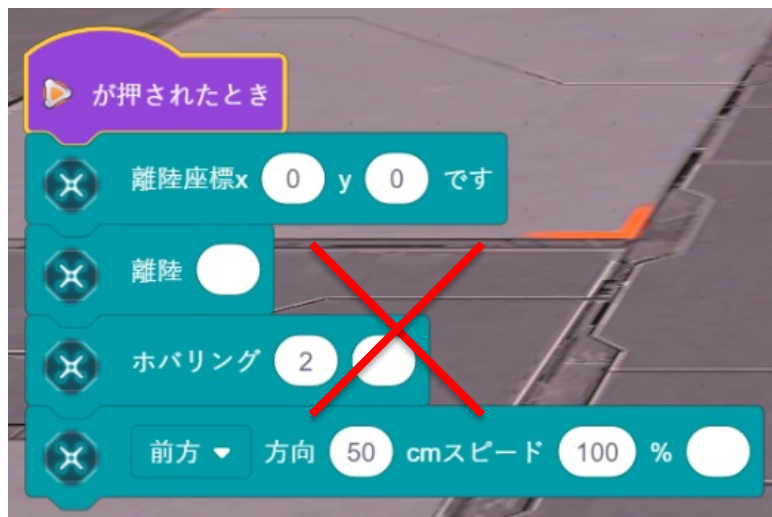 が押されたとき
離陸座標x 0 y 0 です
離陸
ホバリング 2
前方 方向 50 cmスピード 100 %